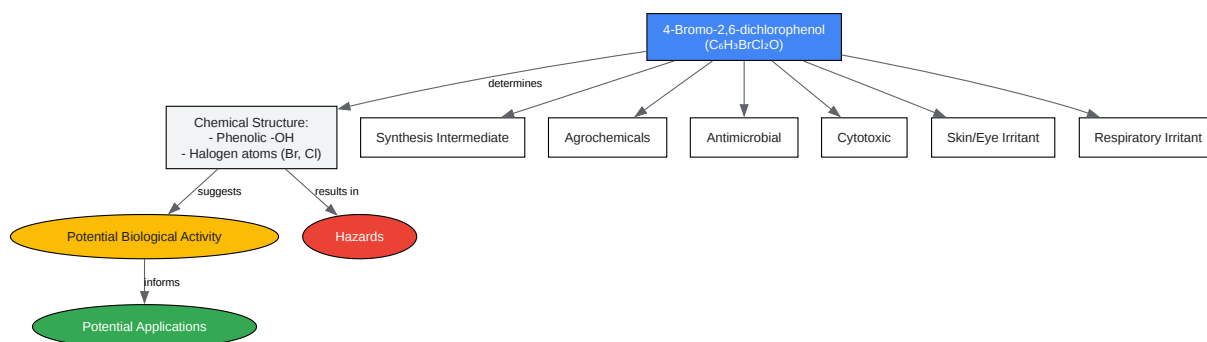 4-Bromo-2,6-dichlorophenol
(C₆H₃BrCl₂O)
determines
Chemical Structure:
- Phenolic -OH
- Halogen atoms (Br, Cl)
Synthesis Intermediate
Agrochemicals
Antimicrobial
Cytotoxic
Skin/Eye Irritant
Respiratory Irritant
suggests
results in
Potential Biological Activity
Hazards
informs
Potential Applications